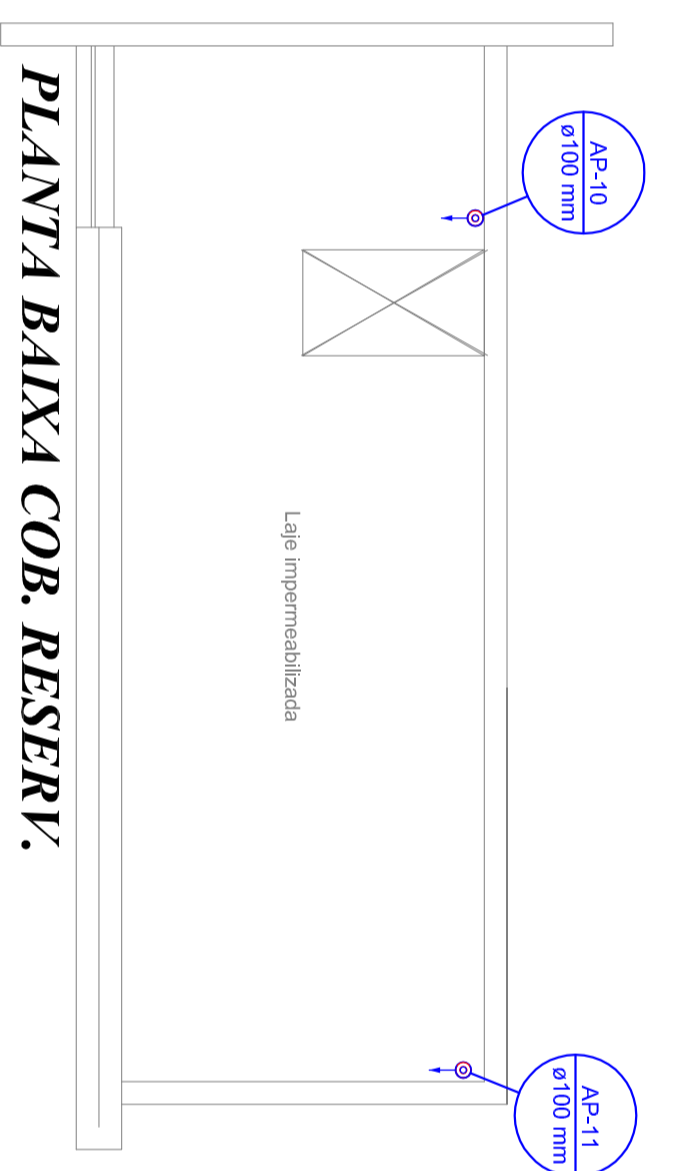 AP-10
ø100 mm
AP-11
ø100 mm
Laje impermeabilizada
PLANTA BAIXA COB. RESERV.